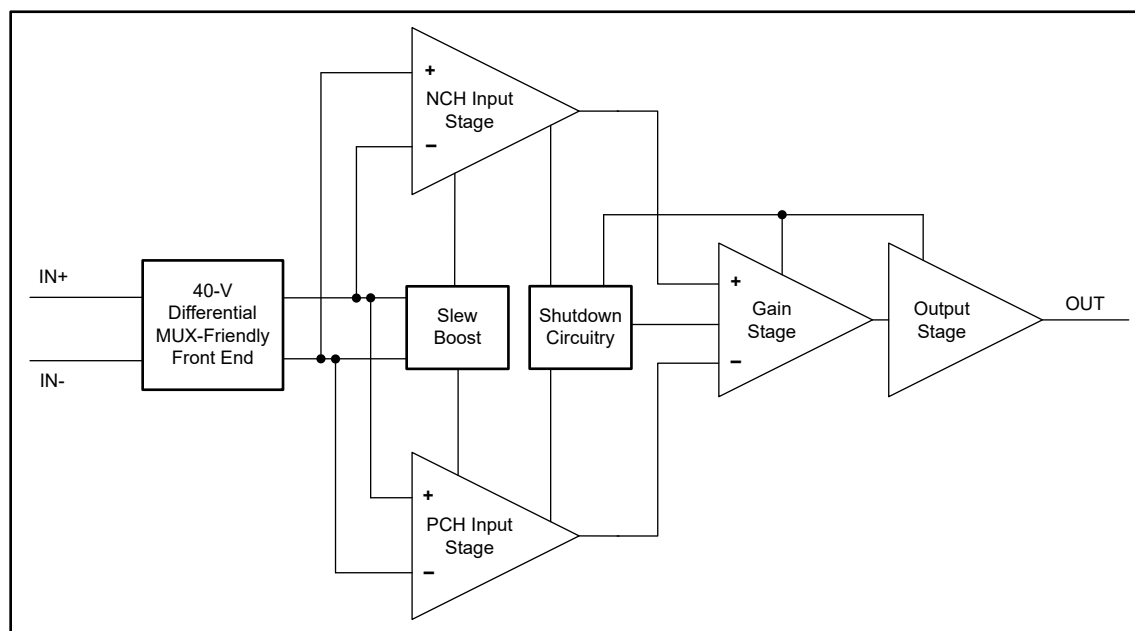 +
NCH Input
Stage
−
IN+
IN-
40-V
Differential
MUX-Friendly
Front End
Slew
Boost
Shutdown
Circuitry
+
Gain
Stage
−
Output
Stage
OUT
+
PCH Input
Stage
−